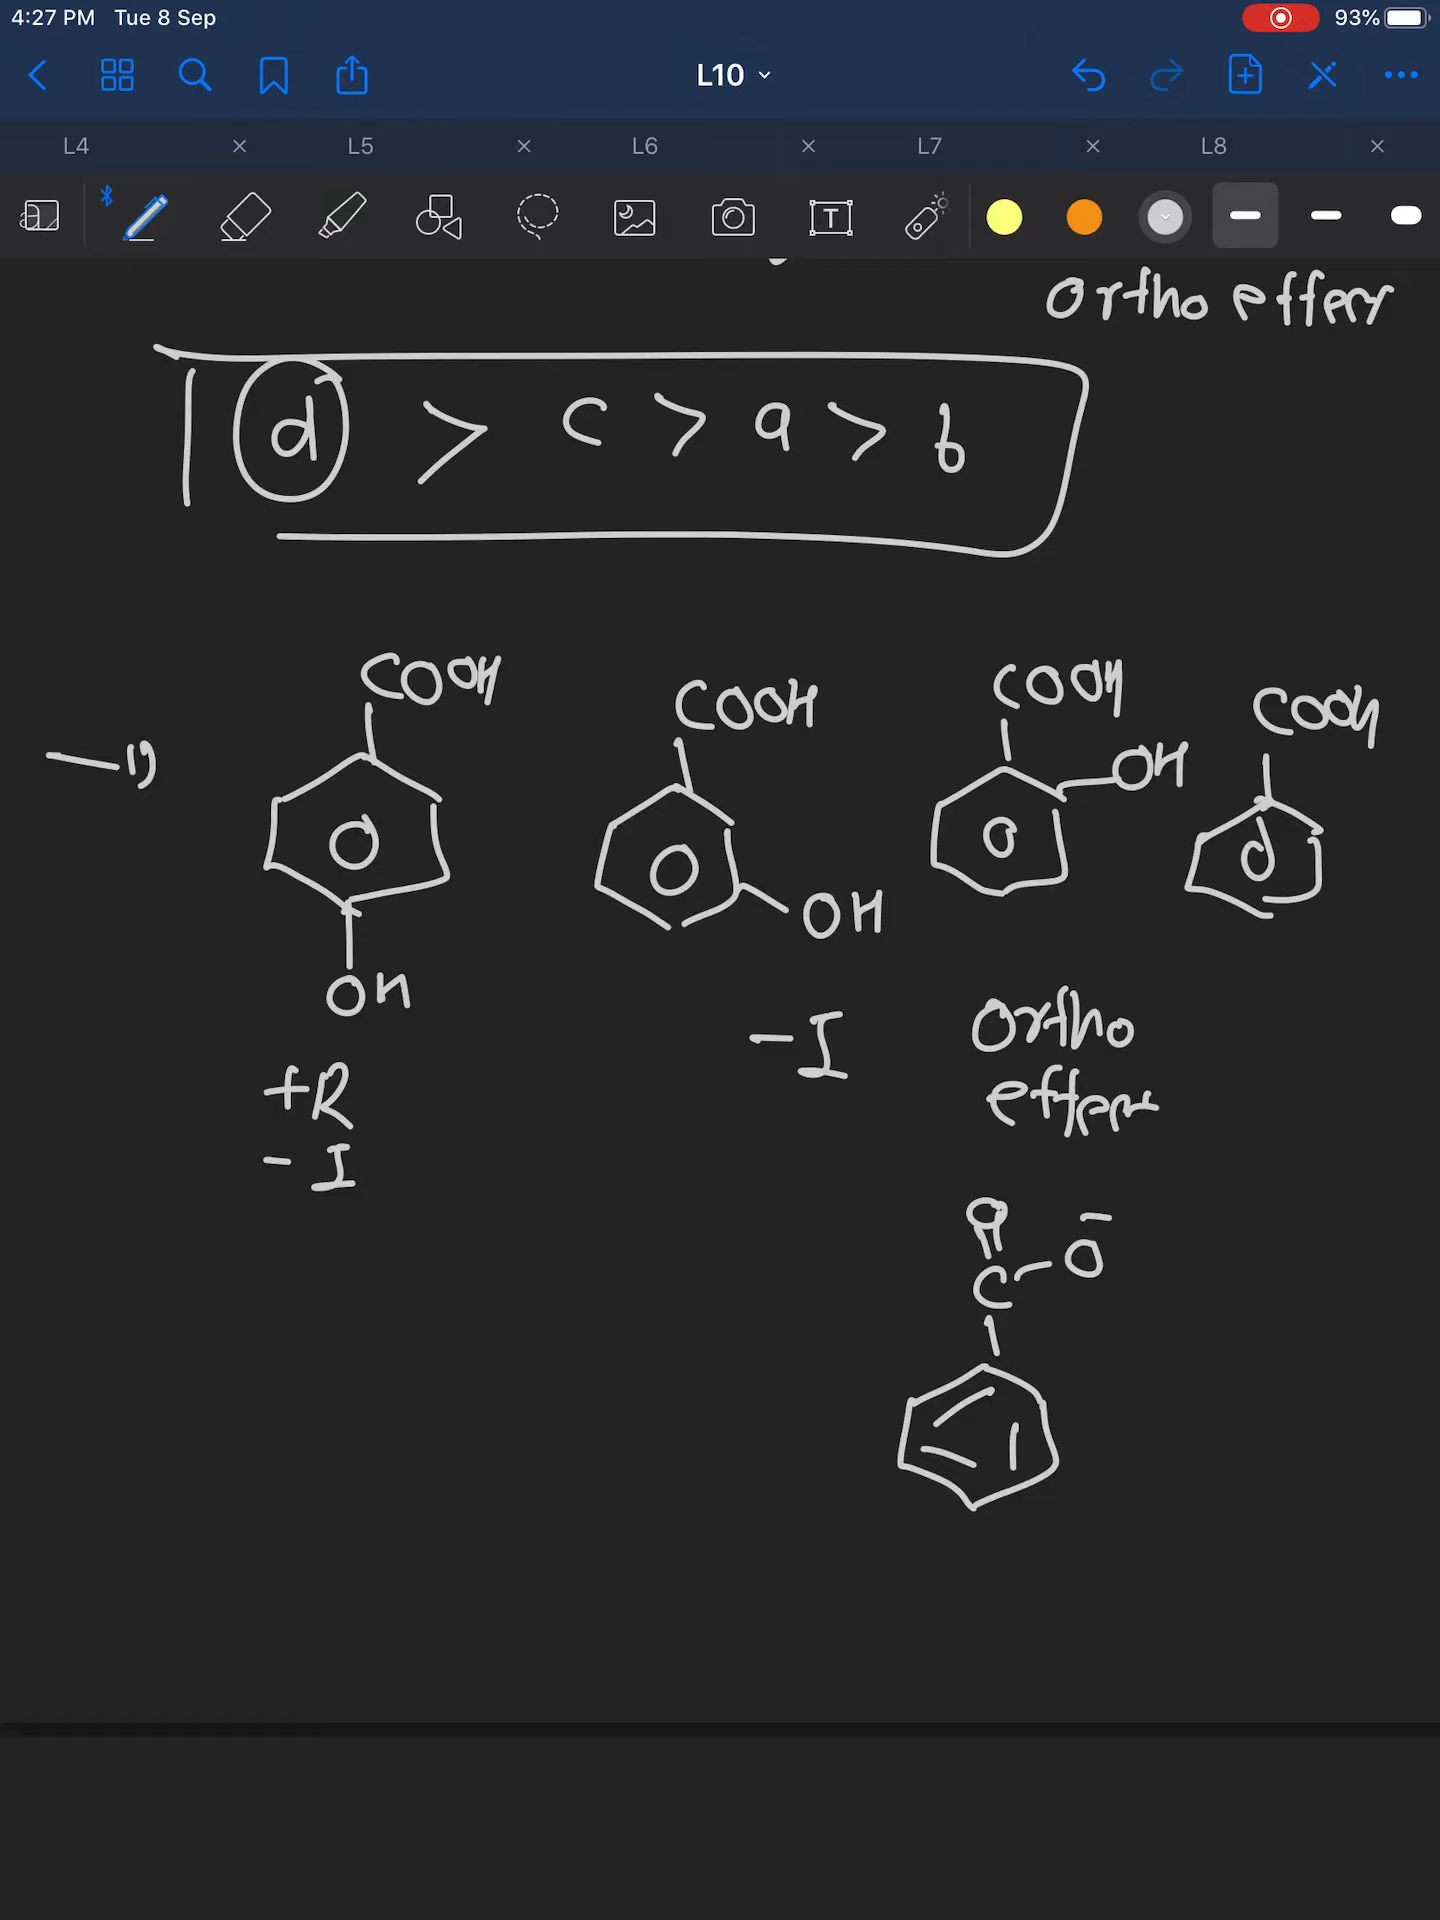 4:27 PM Tue 8 Sep 93%
L10
L4 × L5 × L6 × L7 × L8 ×
T
Ortho effect
d > c > a > b
COOH COOH COOH COOH
OH
OH
OH
-I Ortho
effect
+R
-I
O
C-O